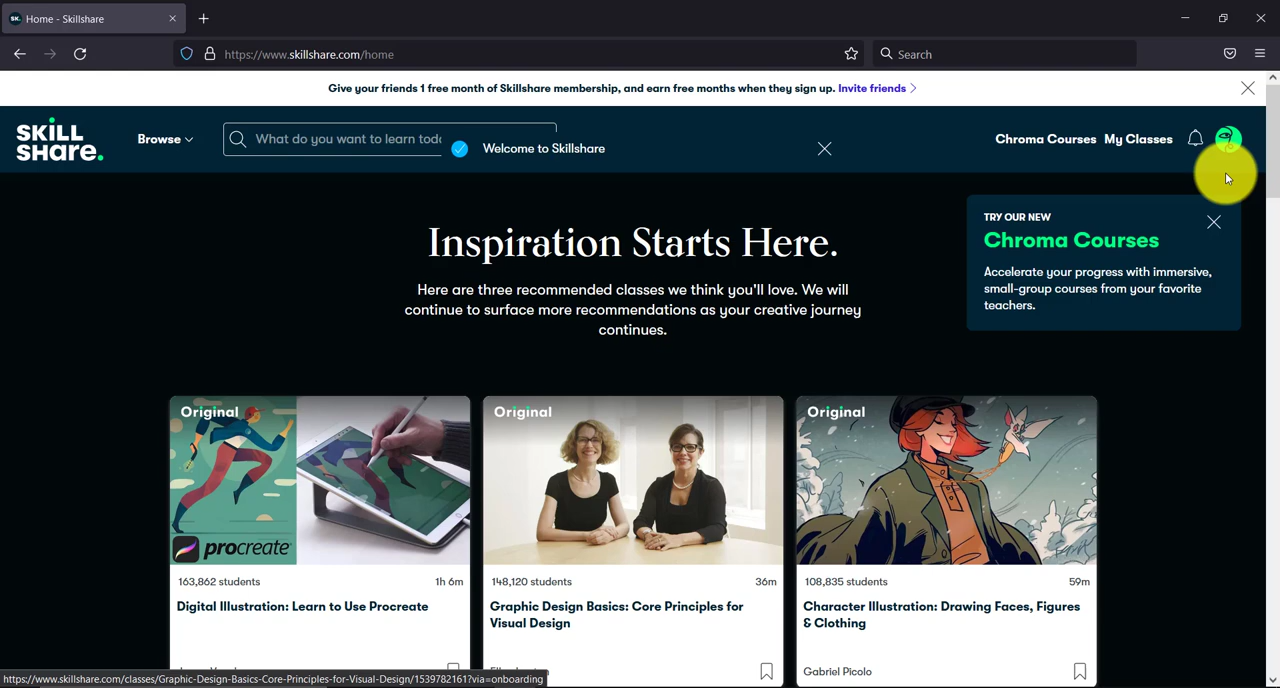 Home - Skillshare
https://www.skillshare.com/home
Search
Give your friends 1 free month of Skillshare membership, and earn free months when they sign up. Invite friends >
SKILL
SHARE.
Browse
What do you want to learn toda
Welcome to Skillshare
Chroma Courses
My Classes
TRY OUR NEW
Chroma Courses
Accelerate your progress with immersive,
small-group courses from your favorite
teachers.
Inspiration Starts Here.
Here are three recommended classes we think you'll love. We will
continue to surface more recommendations as your creative journey
continues.
Original
procreate
163,862 students
1h 6m
Digital Illustration: Learn to Use Procreate
Original
148,120 students
36m
Graphic Design Basics: Core Principles for
Visual Design
Original
108,835 students
59m
Character Illustration: Drawing Faces, Figures
& Clothing
Gabriel Picolo
https://www.skillshare.com/classes/Graphic-Design-Basics-Core-Principles-for-Visual-Design/1539782161?via=onboarding